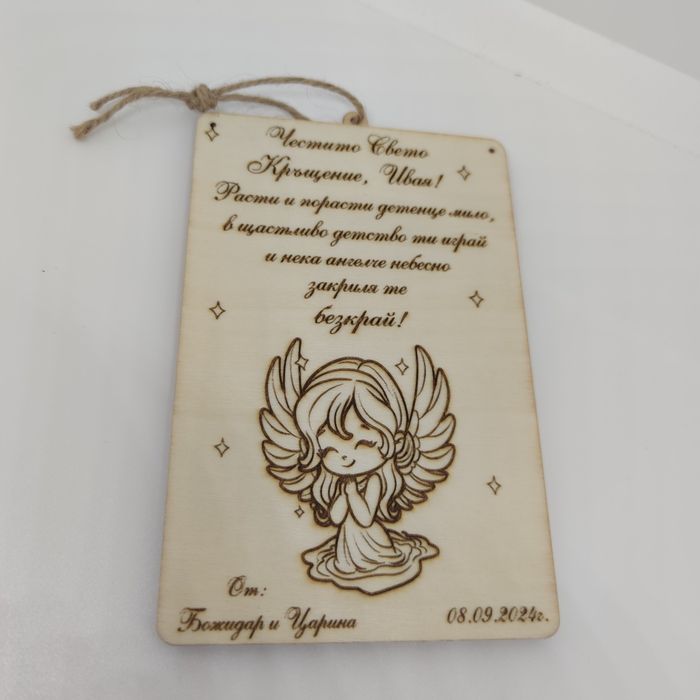 Честито Свето
Кръщение, Ивая!
Расти и порасти детенце мило,
в щастливо детство ти играй
и нека ангелче небесно
закриля те
безкрай!
От:
Божидар и Царина
08.09.2024г.